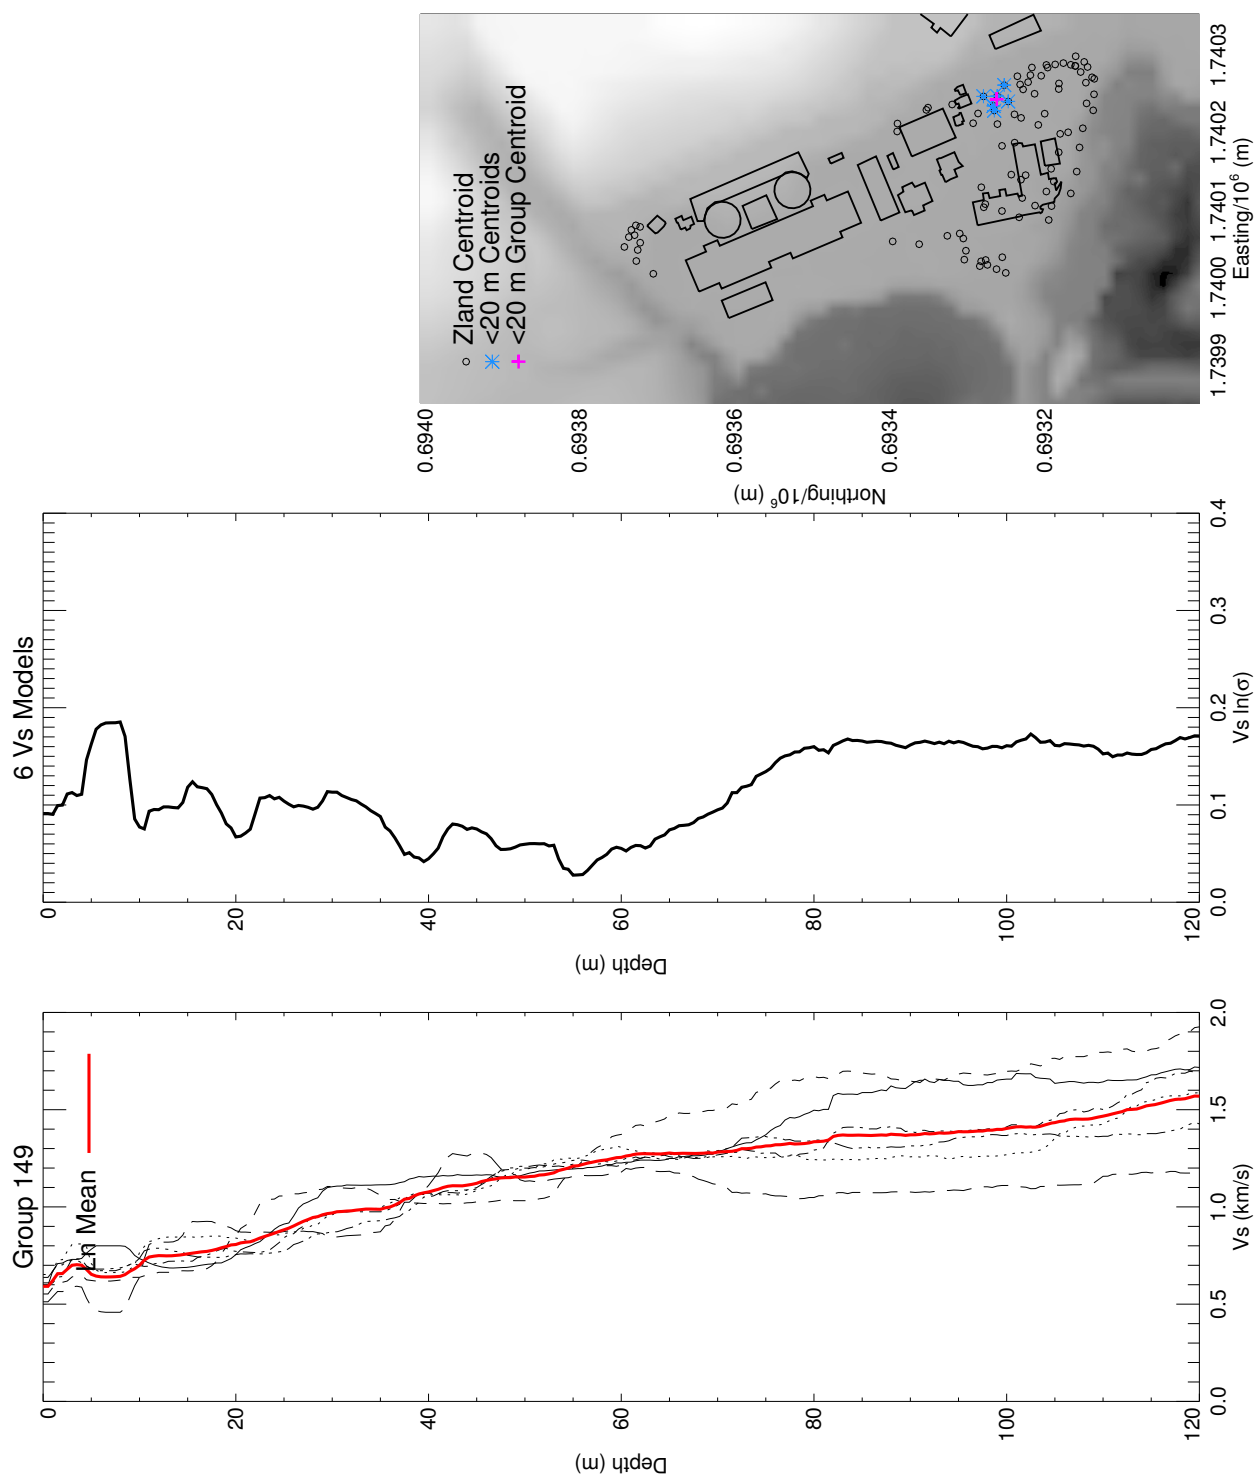 Group 149
Ln Mean
0
20
40
60
80
100
120
Depth (m)
0.0
0.5
1.0
1.5
2.0
Vs (km/s)
6 Vs Models
0
20
40
60
80
100
120
Depth (m)
0.0
0.1
0.2
0.3
0.4
Vs ln(σ)
Zland Centroid
<20 m Centroids
<20 m Group Centroid
0.6940
0.6938
0.6936
0.6934
0.6932
Northing/10⁶ (m)
1.7399
1.7400
1.7401
1.7402
1.7403
Easting/10⁶ (m)